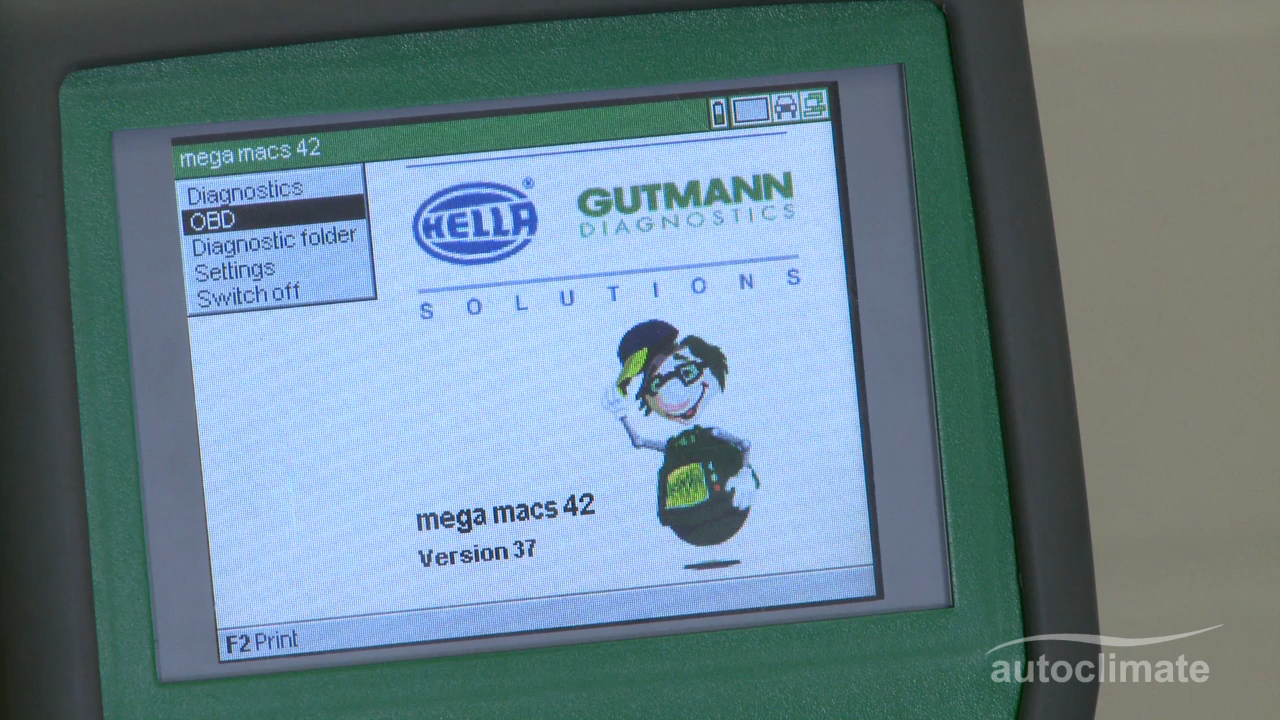 mega macs 42
Diagnostics
OBD
Diagnostic folder
Settings
Switch off
HELLA ®
GUTMANN
DIAGNOSTICS
SOLUTIONS
mega macs 42
Version 37
F2 Print
autoclimate